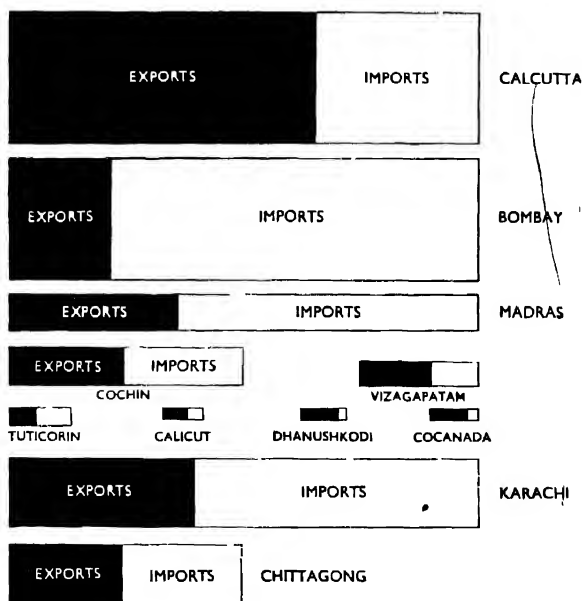 EXPORTS IMPORTS CALCUTTA
EXPORTS IMPORTS BOMBAY
EXPORTS IMPORTS MADRAS
EXPORTS IMPORTS
COCHIN VIZAGAPATAM
TUTICORIN CALICUT DHANUSHKODI COCANADA
EXPORTS IMPORTS KARACHI
EXPORTS IMPORTS CHITTAGONG